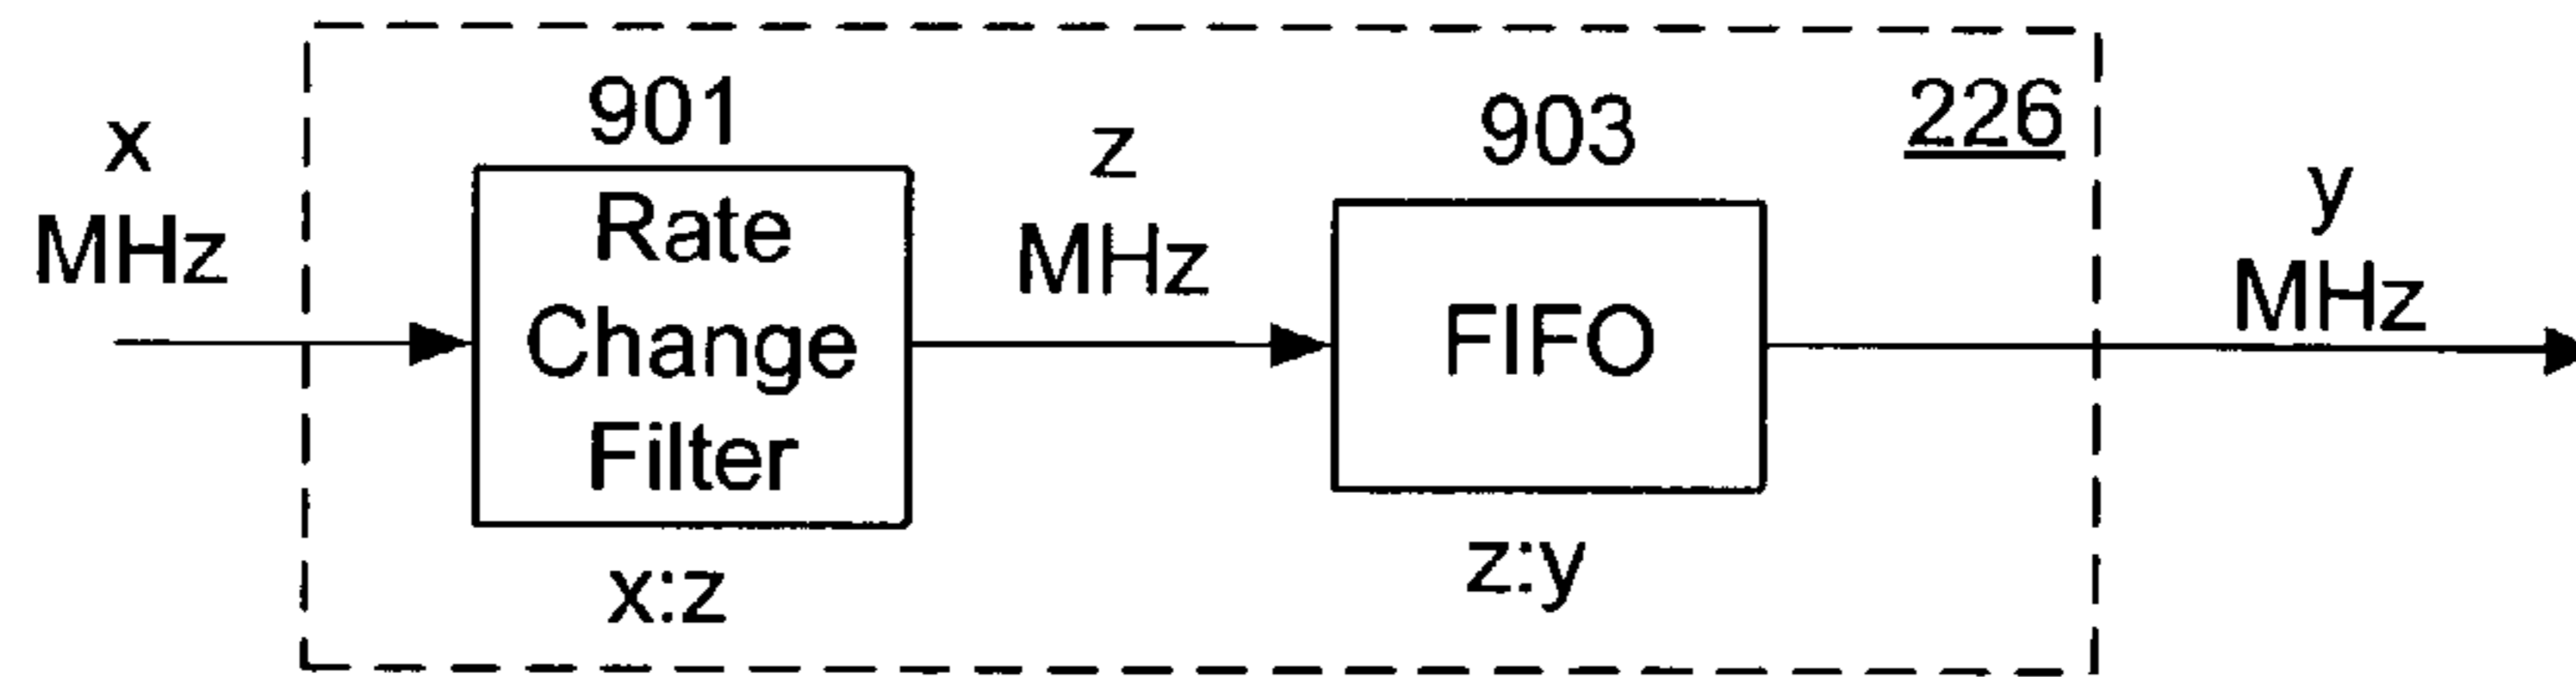 x
MHz
901
Rate
Change
Filter
x:z
z
MHz
903
FIFO
z:y
226
y
MHz